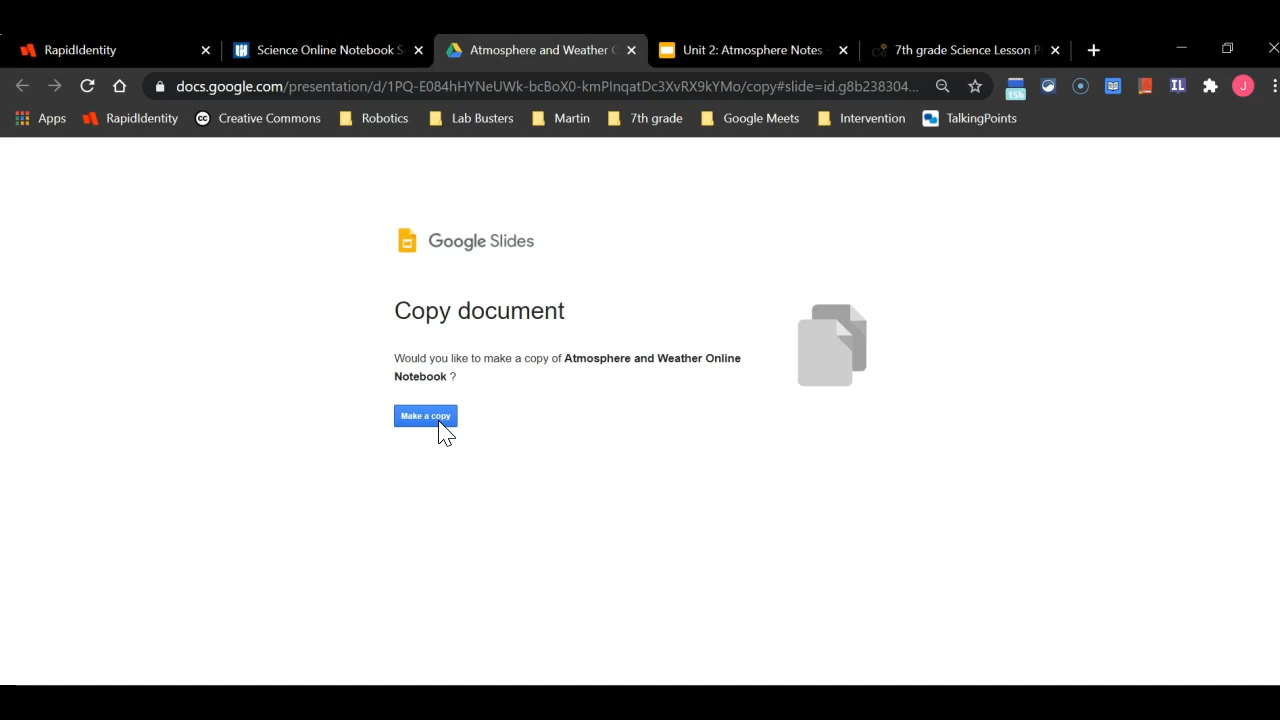 RapidIdentity
Science Online Notebook S
Atmosphere and Weather C
Unit 2: Atmosphere Notes -
7th grade Science Lesson P
docs.google.com/presentation/d/1PQ-E084hHYNeUWk-bcBoX0-kmPInqatDc3XvRX9kYMo/copy#slide=id.g8b238304...
15h
IL
J
Apps
RapidIdentity
Creative Commons
Robotics
Lab Busters
Martin
7th grade
Google Meets
Intervention
TalkingPoints
Google Slides
Copy document
Would you like to make a copy of Atmosphere and Weather Online
Notebook ?
Make a copy